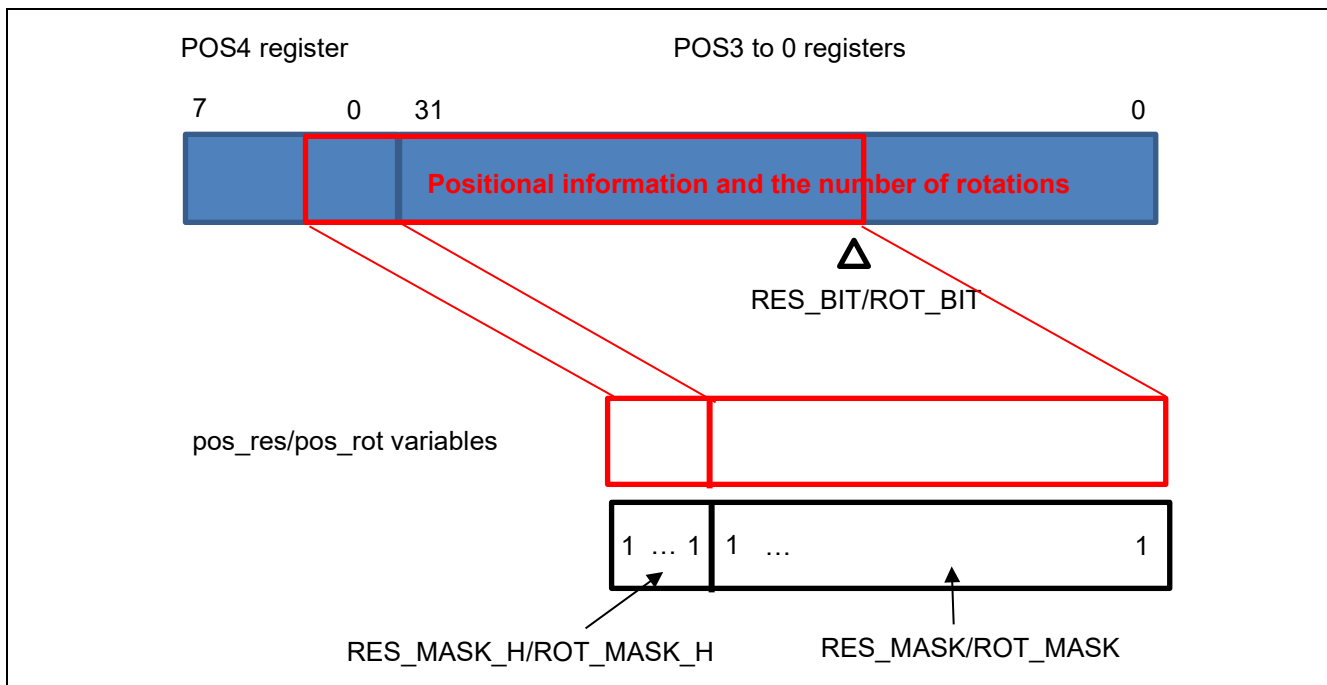 POS4 register POS3 to 0 registers
7 0 31 0
Positional information and the number of rotations
RES_BIT/ROT_BIT
pos_res/pos_rot variables
1 … 1 1 … 1
RES_MASK_H/ROT_MASK_H RES_MASK/ROT_MASK